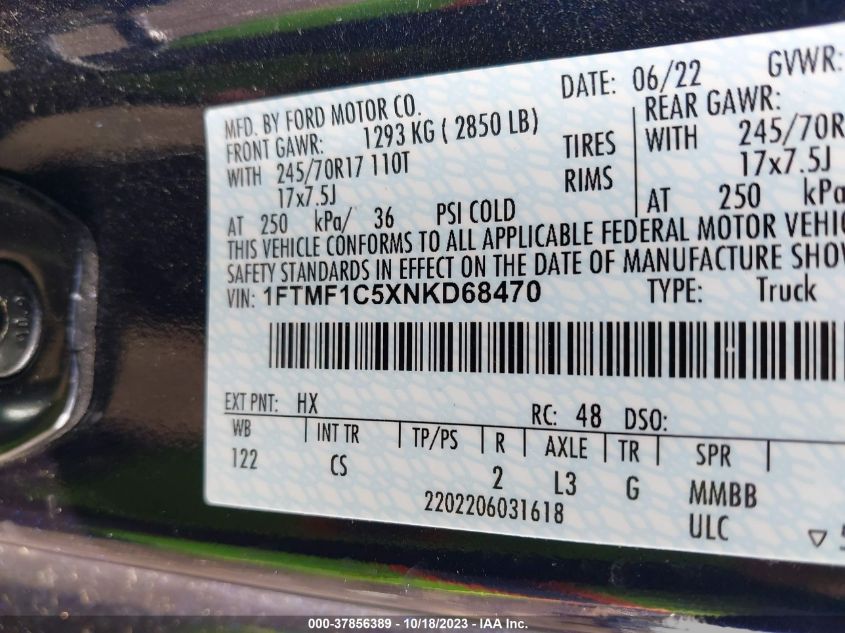 DATE: 06/22 GVWR:
MFD. BY FORD MOTOR CO.
FRONT GAWR: 1293 KG ( 2850 LB) REAR GAWR:
WITH 245/70R17 110T TIRES WITH 245/70R
17x7.5J RIMS 17x7.5J
AT 250 kPa/ 36 PSI COLD AT 250 kPa
THIS VEHICLE CONFORMS TO ALL APPLICABLE FEDERAL MOTOR VEHIC
SAFETY STANDARDS IN EFFECT ON THE DATE OF MANUFACTURE SHOW
VIN: 1FTMF1C5XNKD68470 TYPE: Truck
EXT PNT: HX RC: 48 DSO:
WB INT TR TP/PS R AXLE TR SPR
122 CS 2 L3 G MMBB
2202206031618 ULC
000-37856389 - 10/18/2023 - IAA Inc.